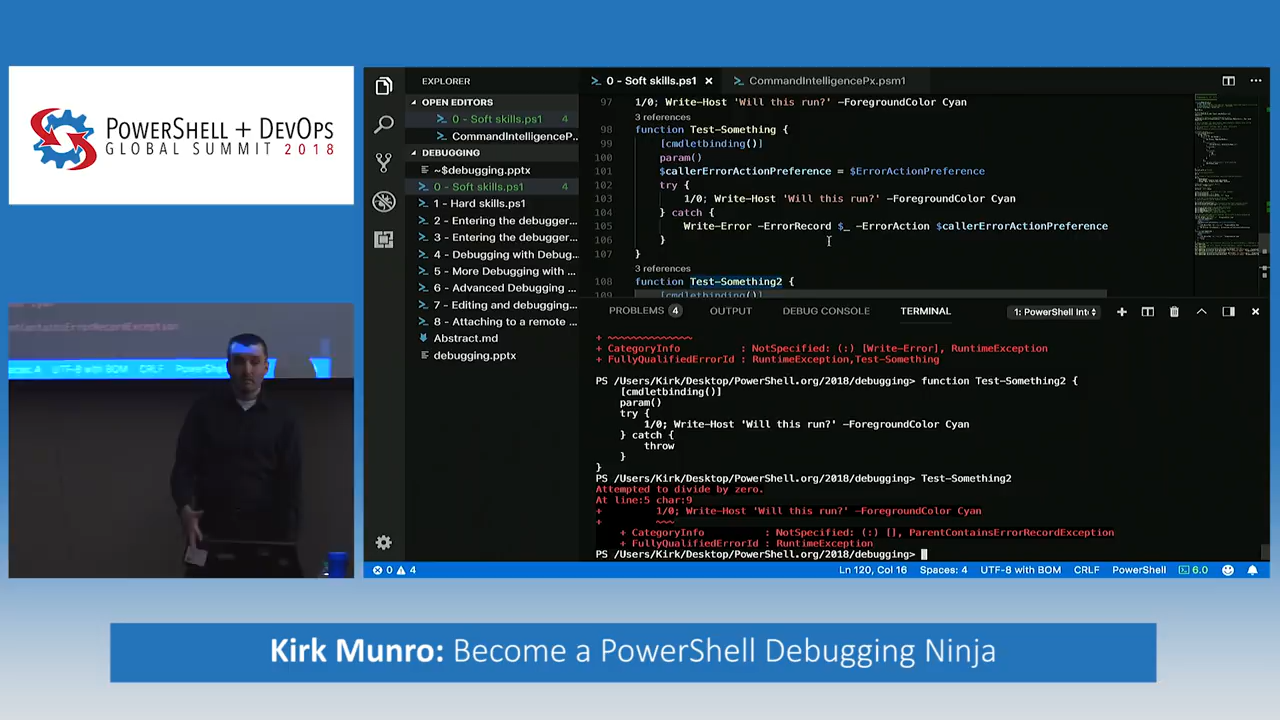 POWERSHELL + DEVOPS
GLOBAL SUMMIT 2018
EXPLORER
OPEN EDITORS
0 - Soft skills.ps1 4
CommandIntelligenceP...
DEBUGGING
~$debugging.pptx
0 - Soft skills.ps1 4
1 - Hard skills.ps1
2 - Entering the debugger...
3 - Entering the debugger...
4 - Debugging with Debug...
5 - More Debugging with ...
6 - Advanced Debugging ...
7 - Editing and debugging...
8 - Attaching to a remote ...
Abstract.md
debugging.pptx
0 - Soft skills.ps1 ×
CommandIntelligencePx.psm1
97 1/0; Write-Host 'Will this run?' -ForegroundColor Cyan
3 references
98 function Test-Something {
99 [cmdletbinding()]
100 param()
101 $callerErrorActionPreference = $ErrorActionPreference
102 try {
103 1/0; Write-Host 'Will this run?' -ForegroundColor Cyan
104 } catch {
105 Write-Error -ErrorRecord $_ -ErrorAction $callerErrorActionPreference
106 }
107 }
3 references
108 function Test-Something2 {
109 [cmdletbinding()]
PROBLEMS 4 OUTPUT DEBUG CONSOLE TERMINAL 1: PowerShell Inte
+ ~~~~~~~~~~~~~~
+ CategoryInfo : NotSpecified: (:) [Write-Error], RuntimeException
+ FullyQualifiedErrorId : RuntimeException,Test-Something
PS /Users/Kirk/Desktop/PowerShell.org/2018/debugging> function Test-Something2 {
[cmdletbinding()]
param()
try {
1/0; Write-Host 'Will this run?' -ForegroundColor Cyan
} catch {
throw
}
}
PS /Users/Kirk/Desktop/PowerShell.org/2018/debugging> Test-Something2
Attempted to divide by zero.
At line:5 char:9
+ 1/0; Write-Host 'Will this run?' -ForegroundColor Cyan
+ ~~~
+ CategoryInfo : NotSpecified: (:) [], ParentContainsErrorRecordException
+ FullyQualifiedErrorId : RuntimeException
PS /Users/Kirk/Desktop/PowerShell.org/2018/debugging>
0 4 Ln 120, Col 16 Spaces: 4 UTF-8 with BOM CRLF PowerShell 6.0
ntContainsErrorRecordException
UTF-8 with BOM CRLF
Kirk Munro: Become a PowerShell Debugging Ninja